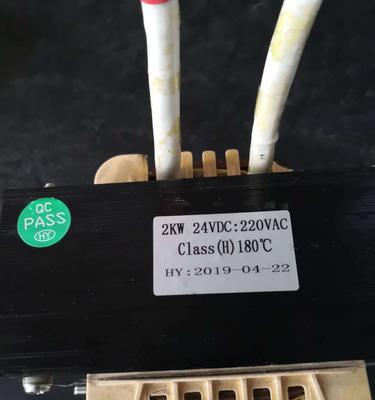 QC
PASS
HY
2KW 24VDC:220VAC
Class(H)180℃
HY:2019-04-22